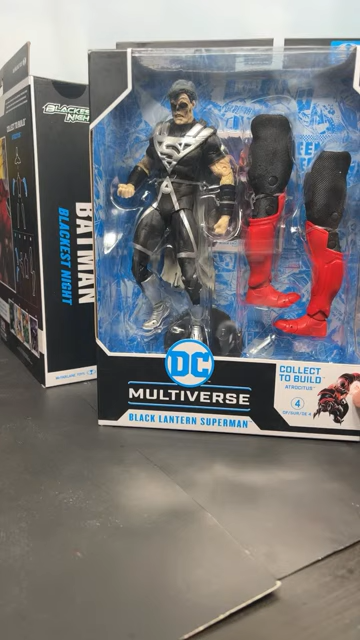 BLACKEST
NIGHT
BATMAN
BLACKEST NIGHT
DC
MULTIVERSE
BLACK LANTERN SUPERMAN
COLLECT
TO BUILD
ATROCITUS
4